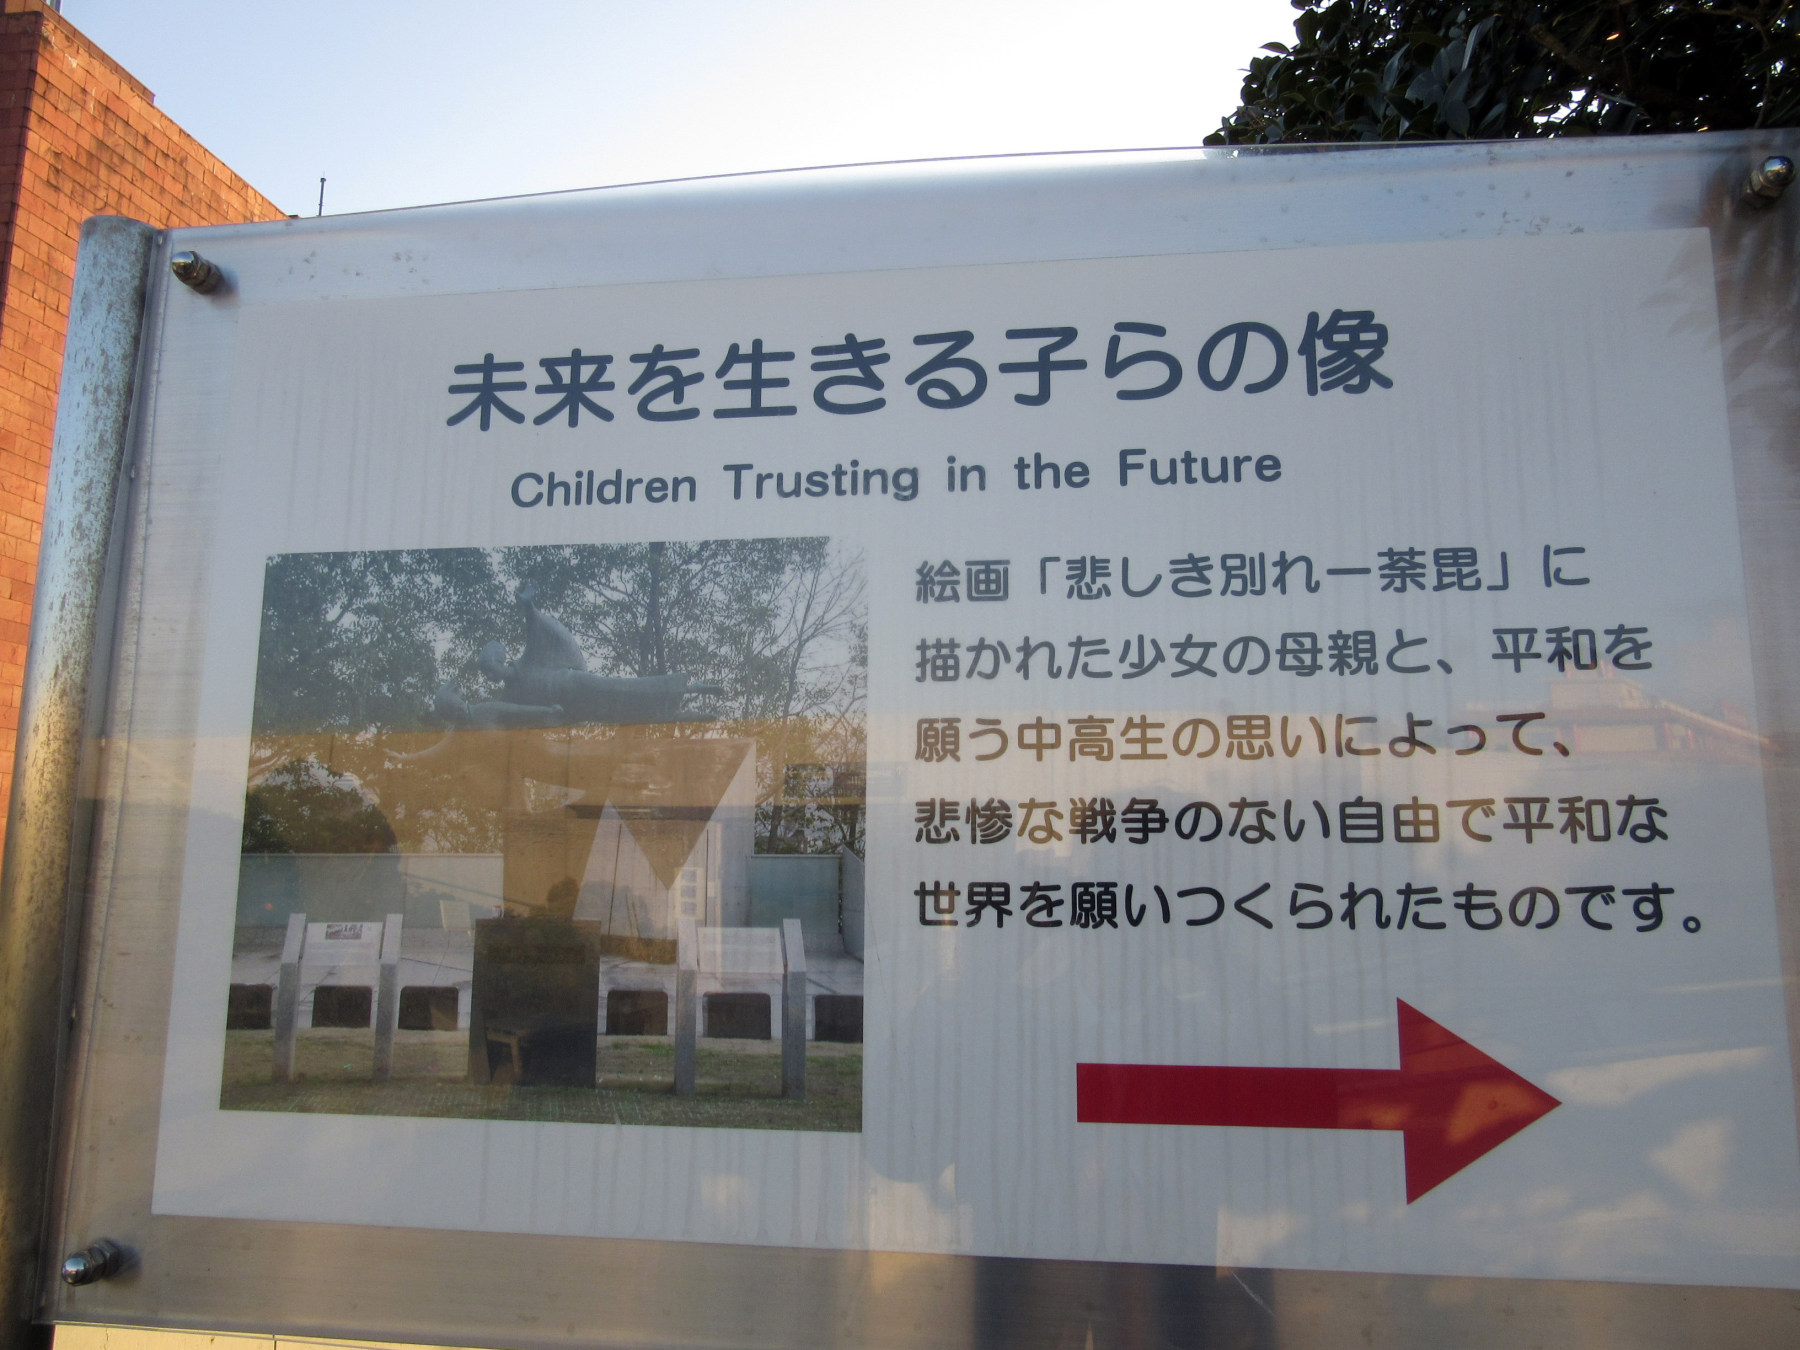 未来を生きる子らの像
Children Trusting in the Future
絵画「悲しき別れー荼毘」に
描かれた少女の母親と、平和を
願う中高生の思いによって、
悲惨な戦争のない自由で平和な
世界を願いつくられたものです。